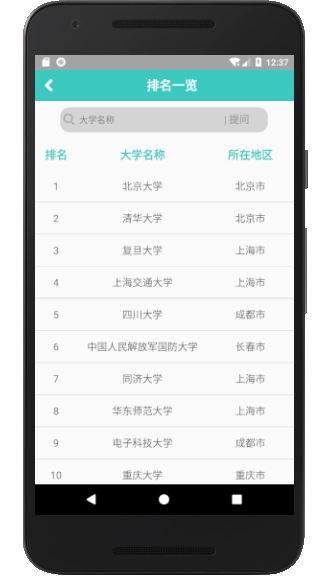 12:37
排名一览
大学名称 | 提问
排名 大学名称 所在地区
1 北京大学 北京市
2 清华大学 北京市
3 复旦大学 上海市
4 上海交通大学 上海市
5 四川大学 成都市
6 中国人民解放军国防大学 长春市
7 同济大学 上海市
8 华东师范大学 上海市
9 电子科技大学 成都市
10 重庆大学 重庆市